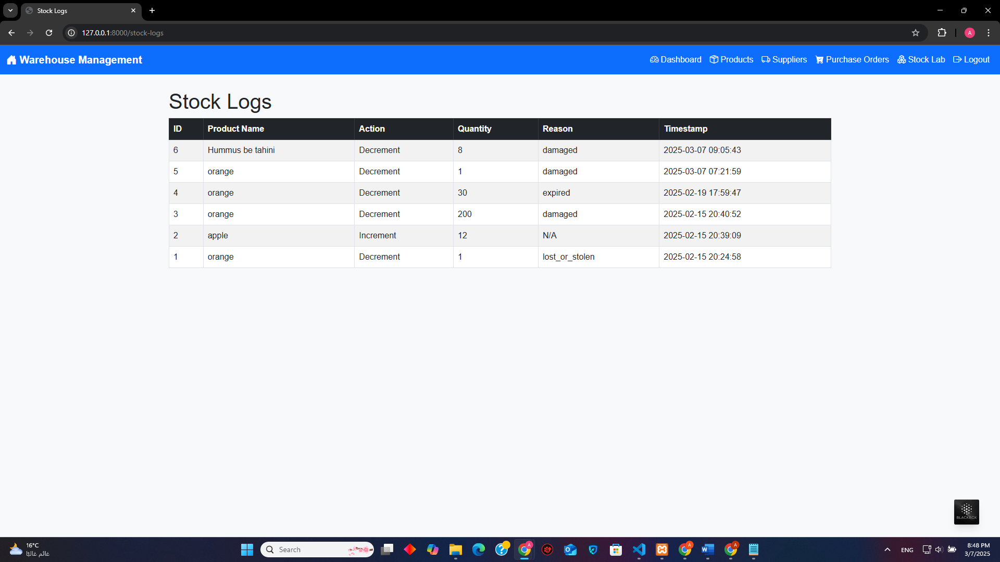 Stock Logs
127.0.0.1:8000/stock-logs
A
Warehouse Management
Dashboard Products Suppliers Purchase Orders Stock Lab Logout
Stock Logs
ID Product Name Action Quantity Reason Timestamp
6 Hummus be tahini Decrement 8 damaged 2025-03-07 09:05:43
5 orange Decrement 1 damaged 2025-03-07 07:21:59
4 orange Decrement 30 expired 2025-02-19 17:59:47
3 orange Decrement 200 damaged 2025-02-15 20:40:52
2 apple Increment 12 N/A 2025-02-15 20:39:09
1 orange Decrement 1 lost_or_stolen 2025-02-15 20:24:58
BLACKBOX
16°C
غائم غالبًا
Search
ENG
8:48 PM
3/7/2025